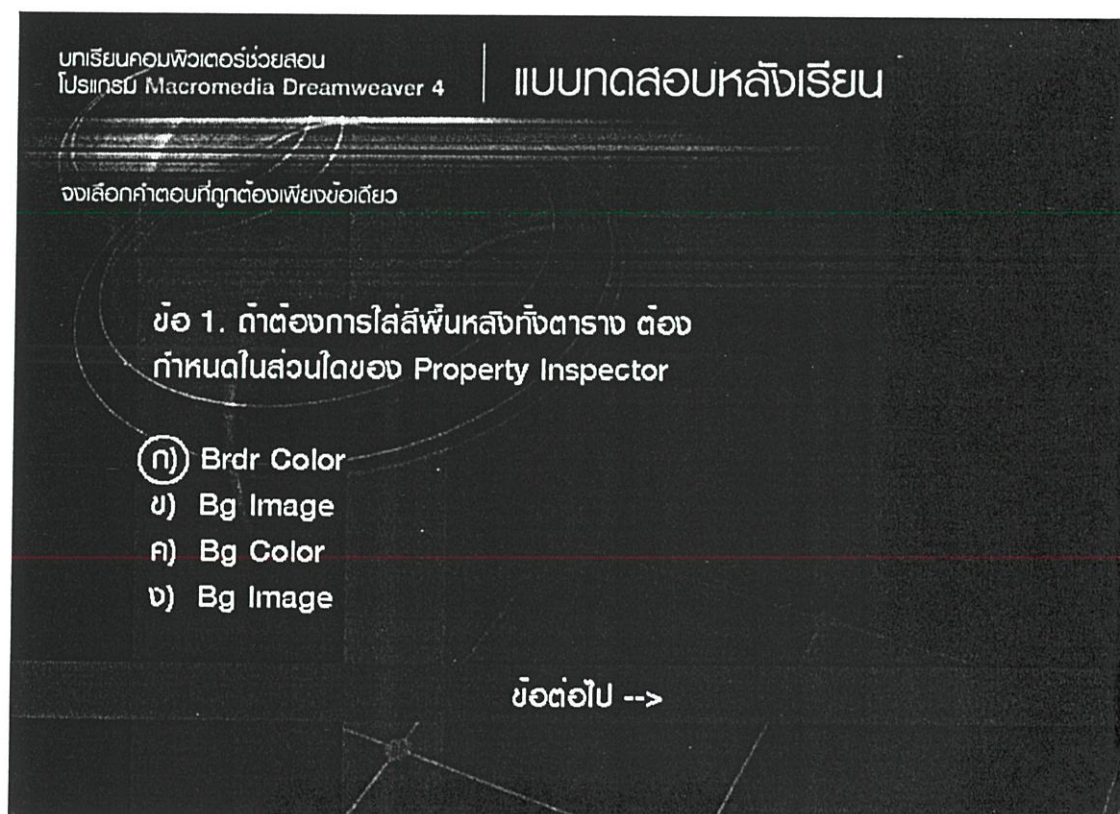 บทเรียนคอมพิวเตอร์ช่วยสอน
โปรแกรม Macromedia Dreamweaver 4
แบบทดสอบหลังเรียน
จงเลือกคำตอบที่ถูกต้องเพียงข้อเดียว
ข้อ 1. ถ้าต้องการใส่สีพื้นหลังทั้งตาราง ต้อง
กำหนดในส่วนใดของ Property Inspector
ก) Brdr Color
ข) Bg Image
ค) Bg Color
ง) Bg Image
ข้อต่อไป -->